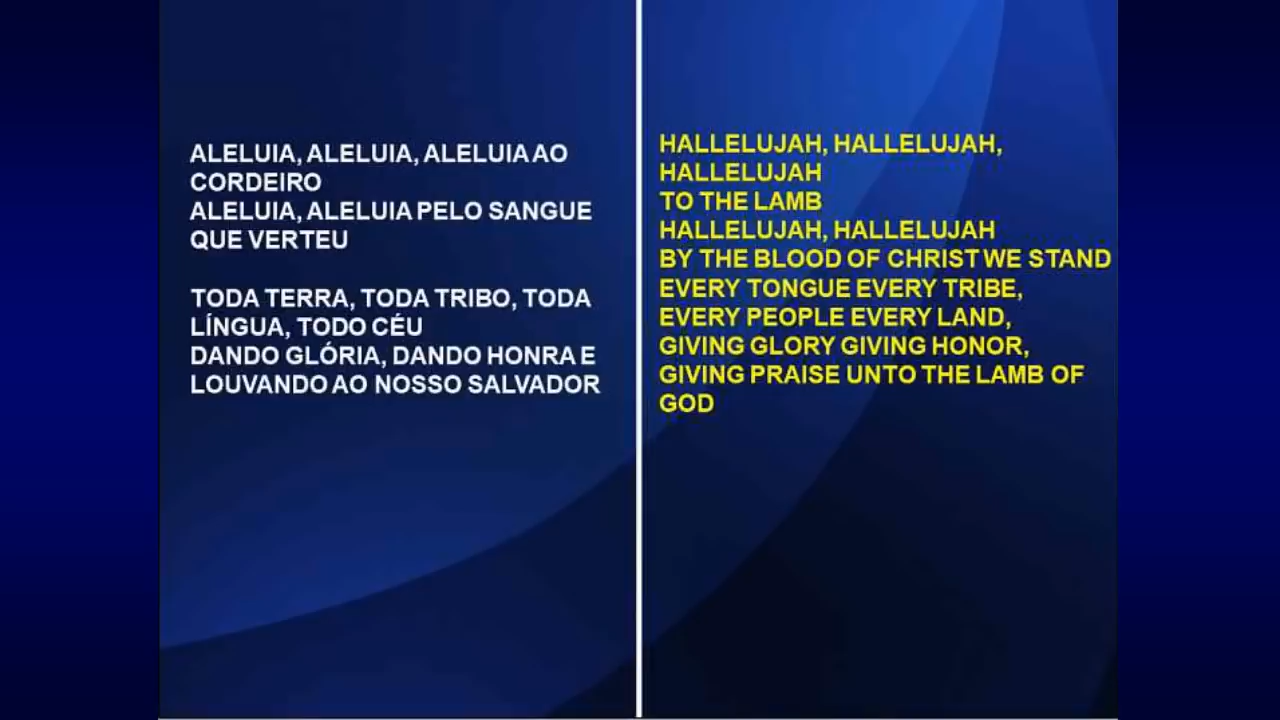 ALELUIA, ALELUIA, ALELUIA AO
CORDEIRO
ALELUIA, ALELUIA PELO SANGUE
QUE VERTEU
TODA TERRA, TODA TRIBO, TODA
LÍNGUA, TODO CÉU
DANDO GLÓRIA, DANDO HONRA E
LOUVANDO AO NOSSO SALVADOR
HALLELUJAH, HALLELUJAH,
HALLELUJAH
TO THE LAMB
HALLELUJAH, HALLELUJAH
BY THE BLOOD OF CHRIST WE STAND
EVERY TONGUE EVERY TRIBE,
EVERY PEOPLE EVERY LAND,
GIVING GLORY GIVING HONOR,
GIVING PRAISE UNTO THE LAMB OF
GOD